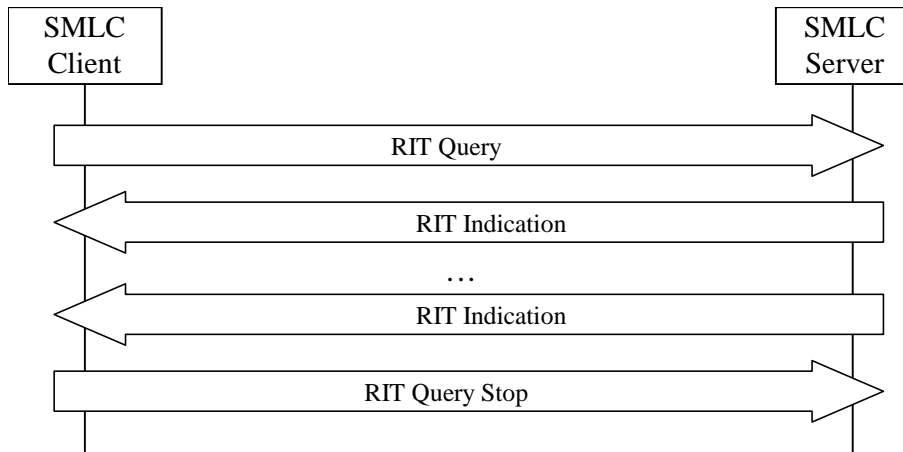 SMLC
Client
SMLC
Server
RIT Query
RIT Indication
...
RIT Indication
RIT Query Stop